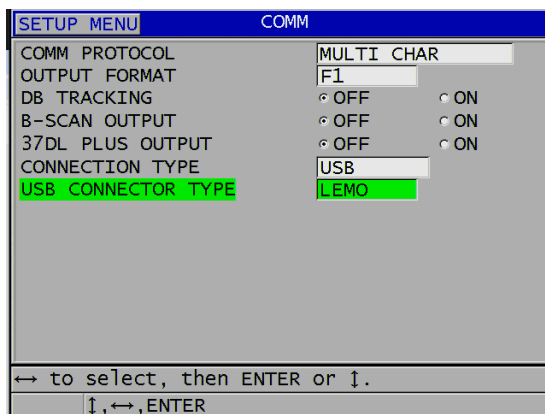 SETUP MENU COMM
COMM PROTOCOL MULTI CHAR
OUTPUT FORMAT F1
DB TRACKING OFF ON
B-SCAN OUTPUT OFF ON
37DL PLUS OUTPUT OFF ON
CONNECTION TYPE USB
USB CONNECTOR TYPE LEMO
↔ to select, then ENTER or ↕.
↕,↔,ENTER